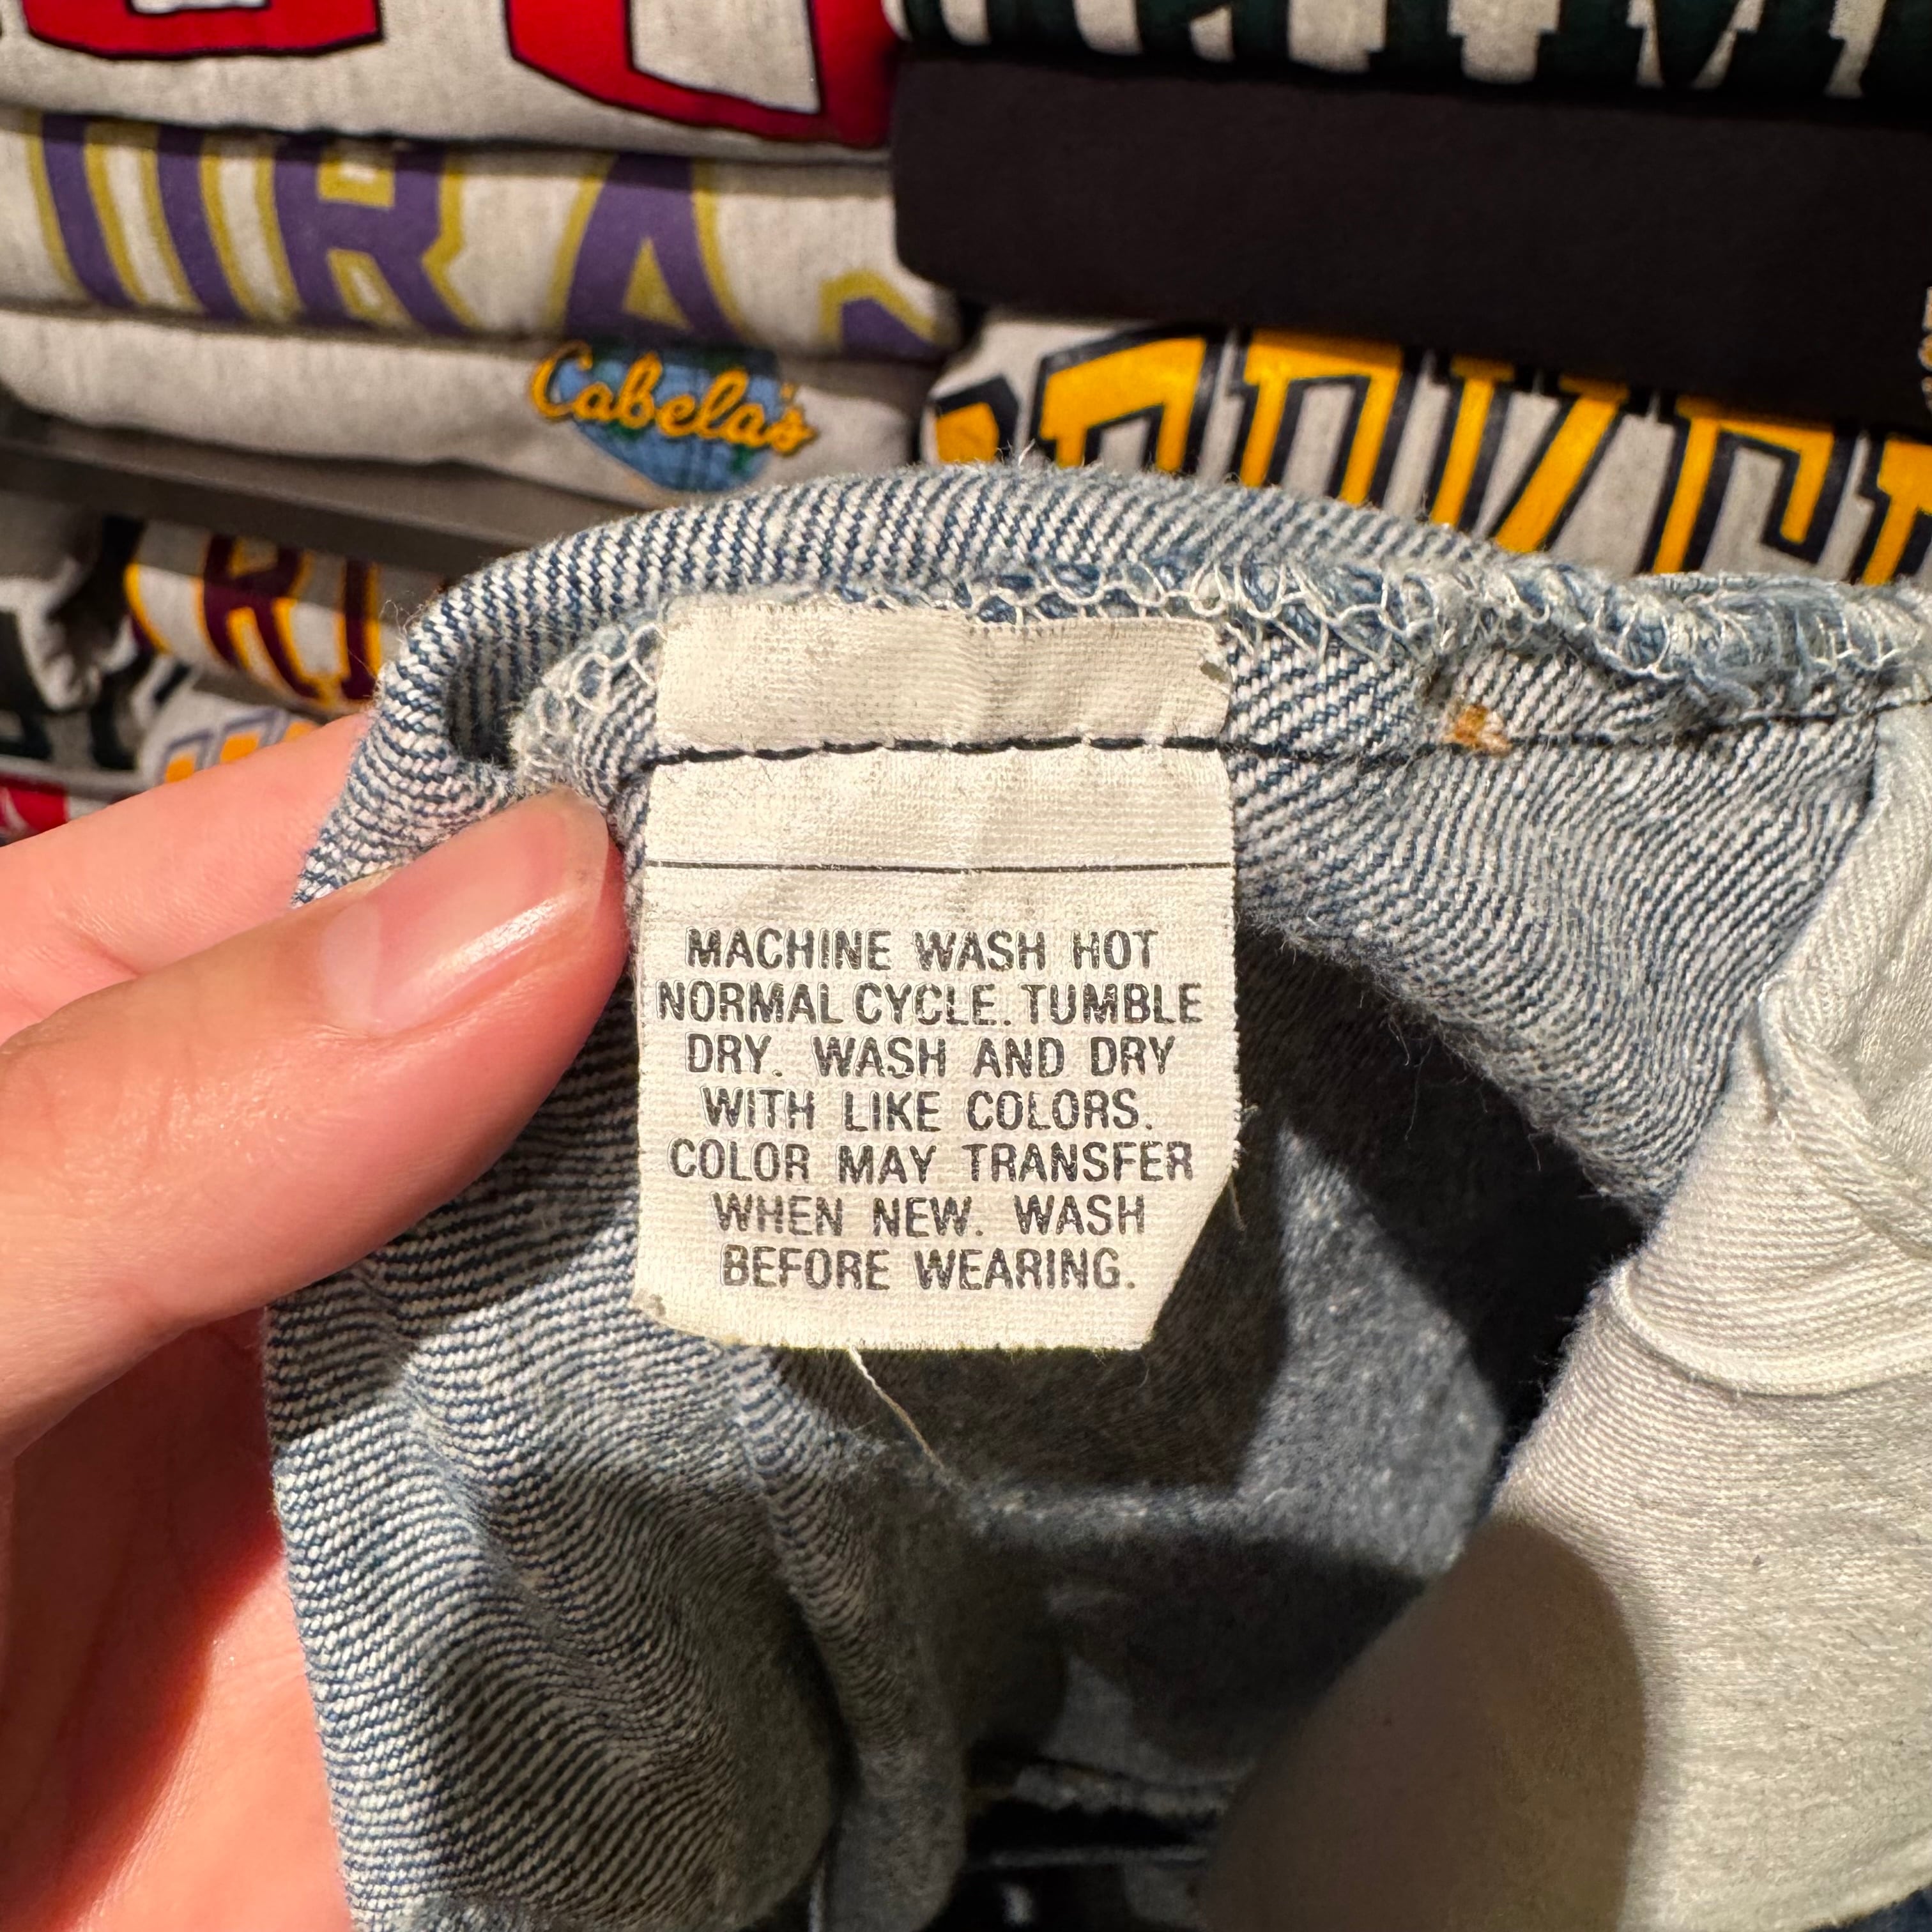 Cabela's
MACHINE WASH HOT
NORMAL CYCLE. TUMBLE
DRY. WASH AND DRY
WITH LIKE COLORS.
COLOR MAY TRANSFER
WHEN NEW. WASH
BEFORE WEARING.